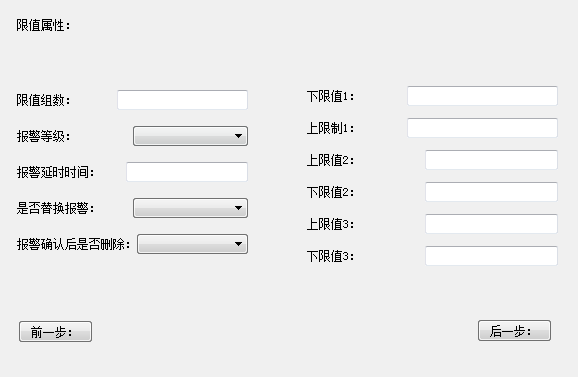 限值属性：
限值组数：
报警等级：
报警延时时间：
是否替换报警：
报警确认后是否删除：
下限值1：
上限制1：
上限值2：
下限值2：
上限值3：
下限值3：
前一步：
后一步：